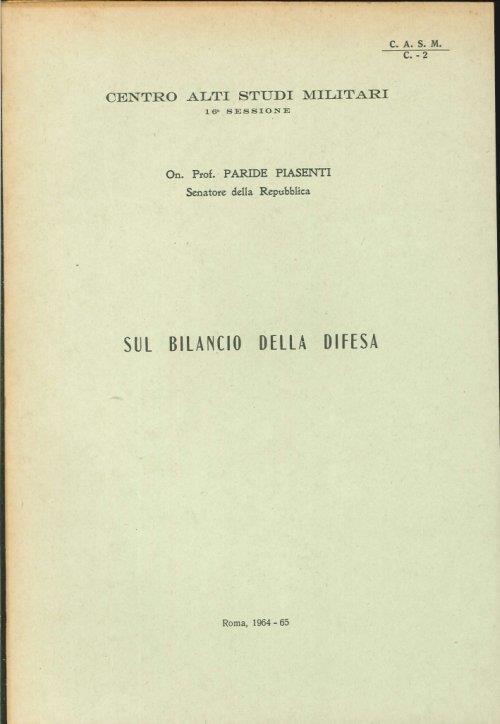 C. A. S. M.
C. - 2
CENTRO ALTI STUDI MILITARI
16ª SESSIONE
On. Prof. PARIDE PIASENTI
Senatore della Repubblica
SUL BILANCIO DELLA DIFESA
Roma, 1964 - 65